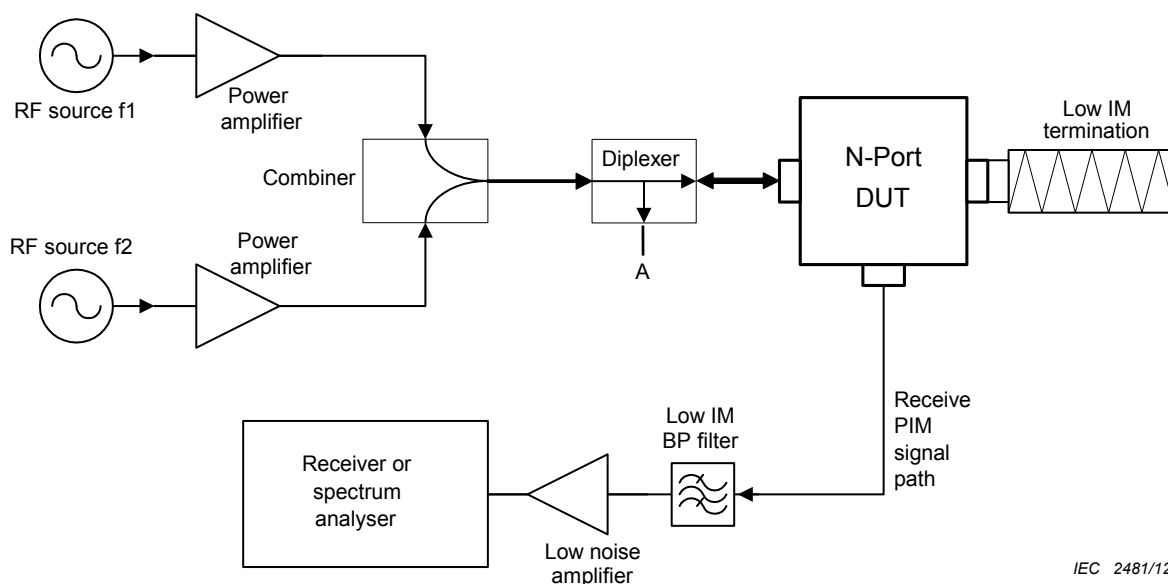 RF source f1
Power
amplifier
Combiner
Diplexer
A
N-Port
DUT
Low IM
termination
RF source f2
Power
amplifier
Receive
PIM
signal
path
Low IM
BP filter
Low noise
amplifier
Receiver or
spectrum
analyser
IEC 2481/12